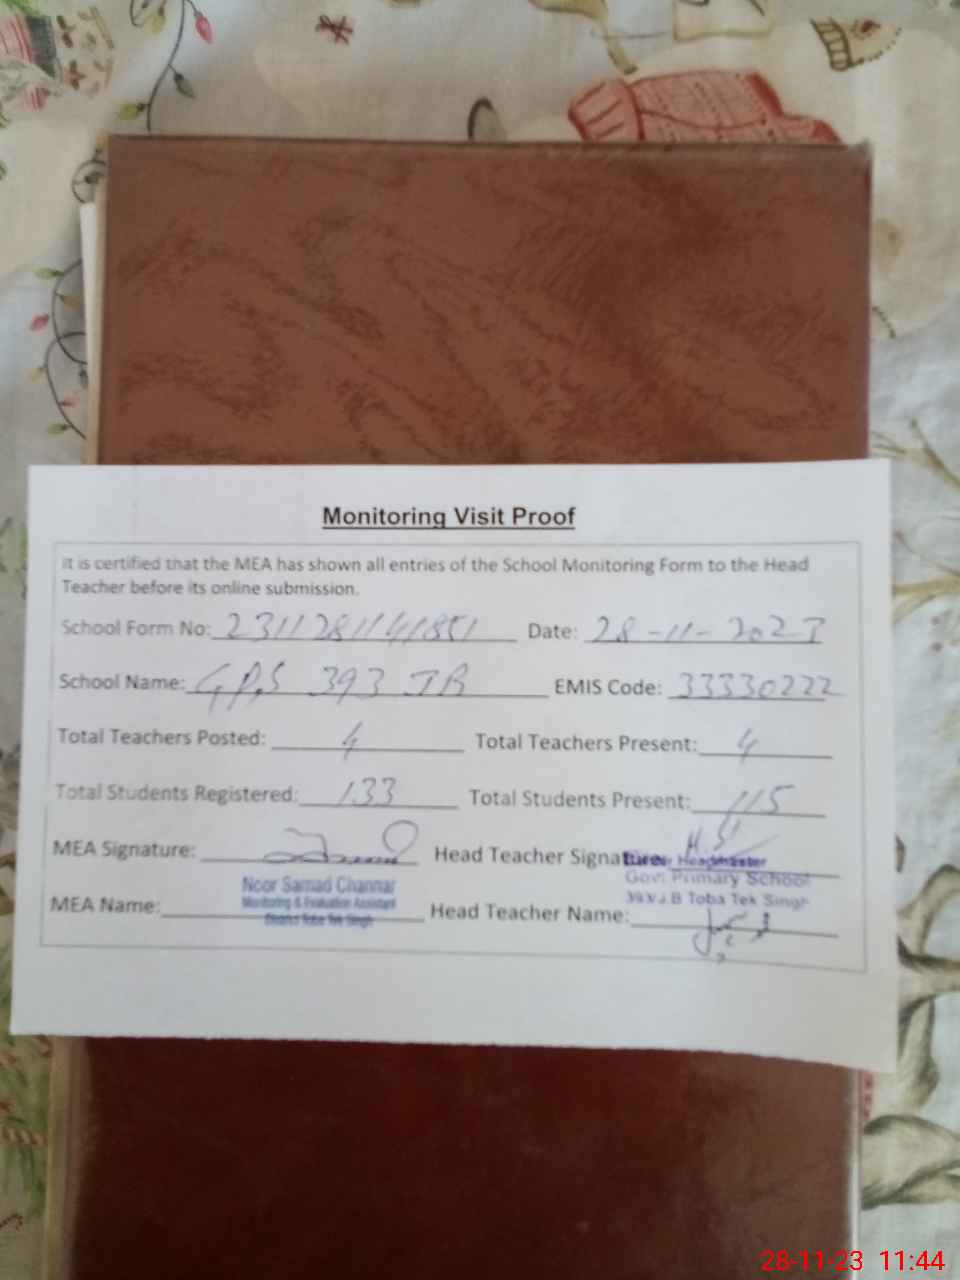 Monitoring Visit Proof
It is certified that the MEA has shown all entries of the School Monitoring Form to the Head
Teacher before its online submission.
School Form No: 2311281141851 Date: 28-11-2023
School Name: GPS 393 JB EMIS Code: 33330222
Total Teachers Posted: 4 Total Teachers Present: 4
Total Students Registered: 133 Total Students Present: 115
MEA Signature: Head Teacher Signature: Headmaster
Govt Primary School
393/J.B Toba Tek Singh
MEA Name: Noor Samad Channar
Monitoring & Evaluation Assistant
District Toba Tek Singh
Head Teacher Name:
28-11-23 11:44